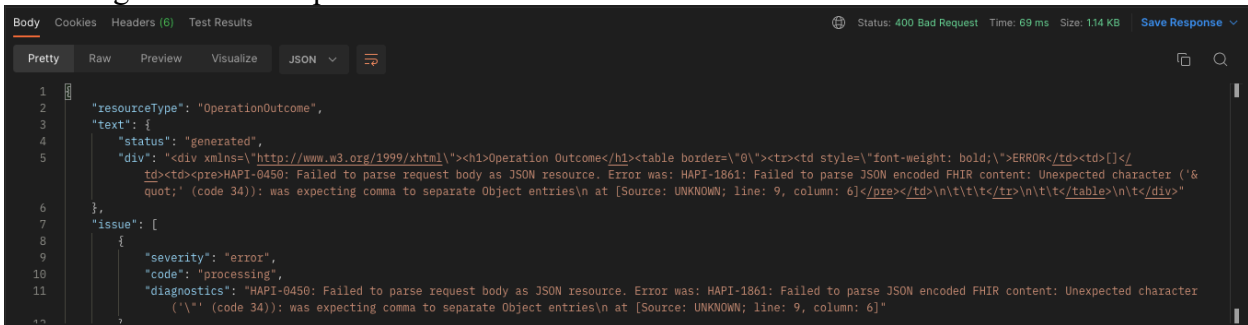 Body Cookies Headers (6) Test Results Status: 400 Bad Request Time: 69 ms Size: 1.14 KB Save Response
Pretty Raw Preview Visualize JSON
1 {
2 "resourceType": "OperationOutcome",
3 "text": {
4 "status": "generated",
5 "div": "<div xmlns=\"http://www.w3.org/1999/xhtml\"><h1>Operation Outcome</h1><table border=\"0\"><tr><td style=\"font-weight: bold;\">ERROR</td><td>[]</
td><td><pre>HAPI-0450: Failed to parse request body as JSON resource. Error was: HAPI-1861: Failed to parse JSON encoded FHIR content: Unexpected character ('&
quot;' (code 34)): was expecting comma to separate Object entries\n at [Source: UNKNOWN; line: 9, column: 6]</pre></td>\n\t\t\t</tr>\n\t\t</table>\n\t</div>"
6 },
7 "issue": [
8 {
9 "severity": "error",
10 "code": "processing",
11 "diagnostics": "HAPI-0450: Failed to parse request body as JSON resource. Error was: HAPI-1861: Failed to parse JSON encoded FHIR content: Unexpected character
('\"' (code 34)): was expecting comma to separate Object entries\n at [Source: UNKNOWN; line: 9, column: 6]"